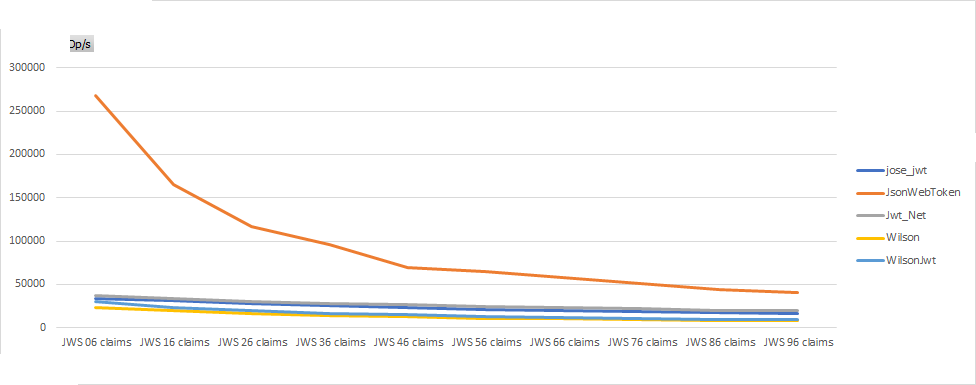 Op/s
300000
250000
200000
150000
100000
50000
0
JWS 06 claims JWS 16 claims JWS 26 claims JWS 36 claims JWS 46 claims JWS 56 claims JWS 66 claims JWS 76 claims JWS 86 claims JWS 96 claims
jose_jwt
JsonWebToken
Jwt_Net
Wilson
WilsonJwt